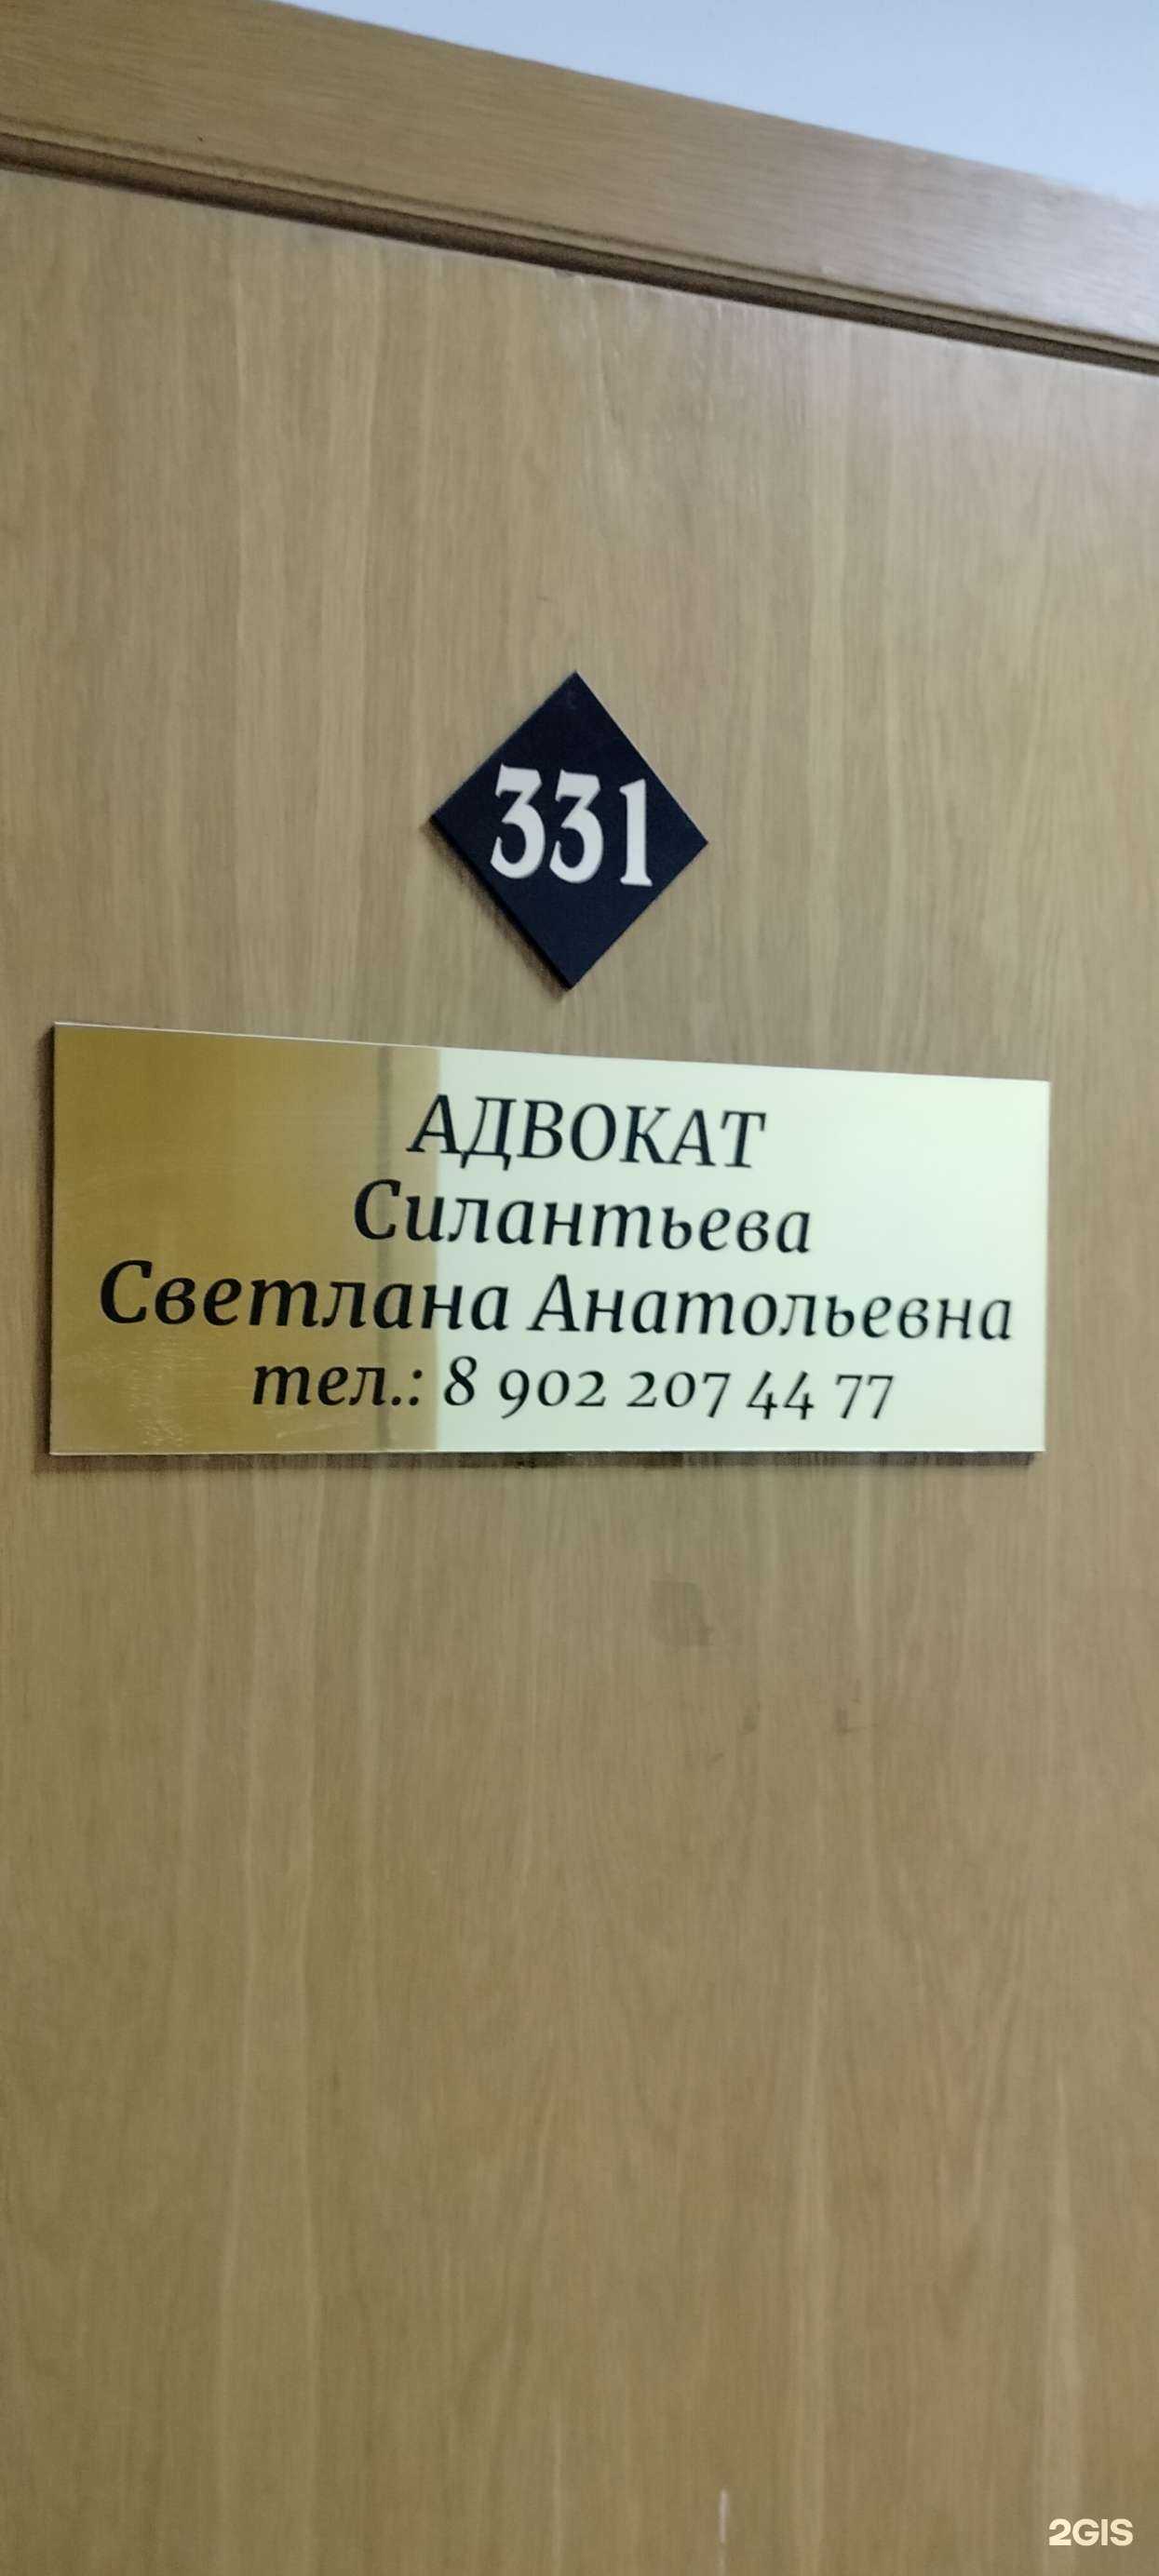 331
АДВОКАТ
Силантьева
Светлана Анатольевна
тел.: 8 902 207 44 77
2GIS